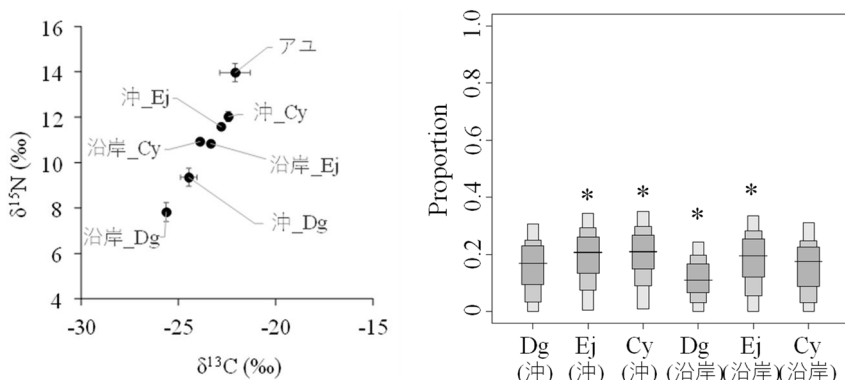 16
14
12
10
8
6
4
δ15N (‰)
アユ
沖_Ej
沖_Cy
沿岸_Cy
沿岸_Ej
沿岸_Dg
沖_Dg
-30
-25
-20
-15
δ13C (‰)
Proportion
1.0
0.8
0.6
0.4
0.2
0
*
*
*
*
Dg Ej Cy Dg Ej Cy
(沖) (沖) (沖) (沿岸)(沿岸)(沿岸)